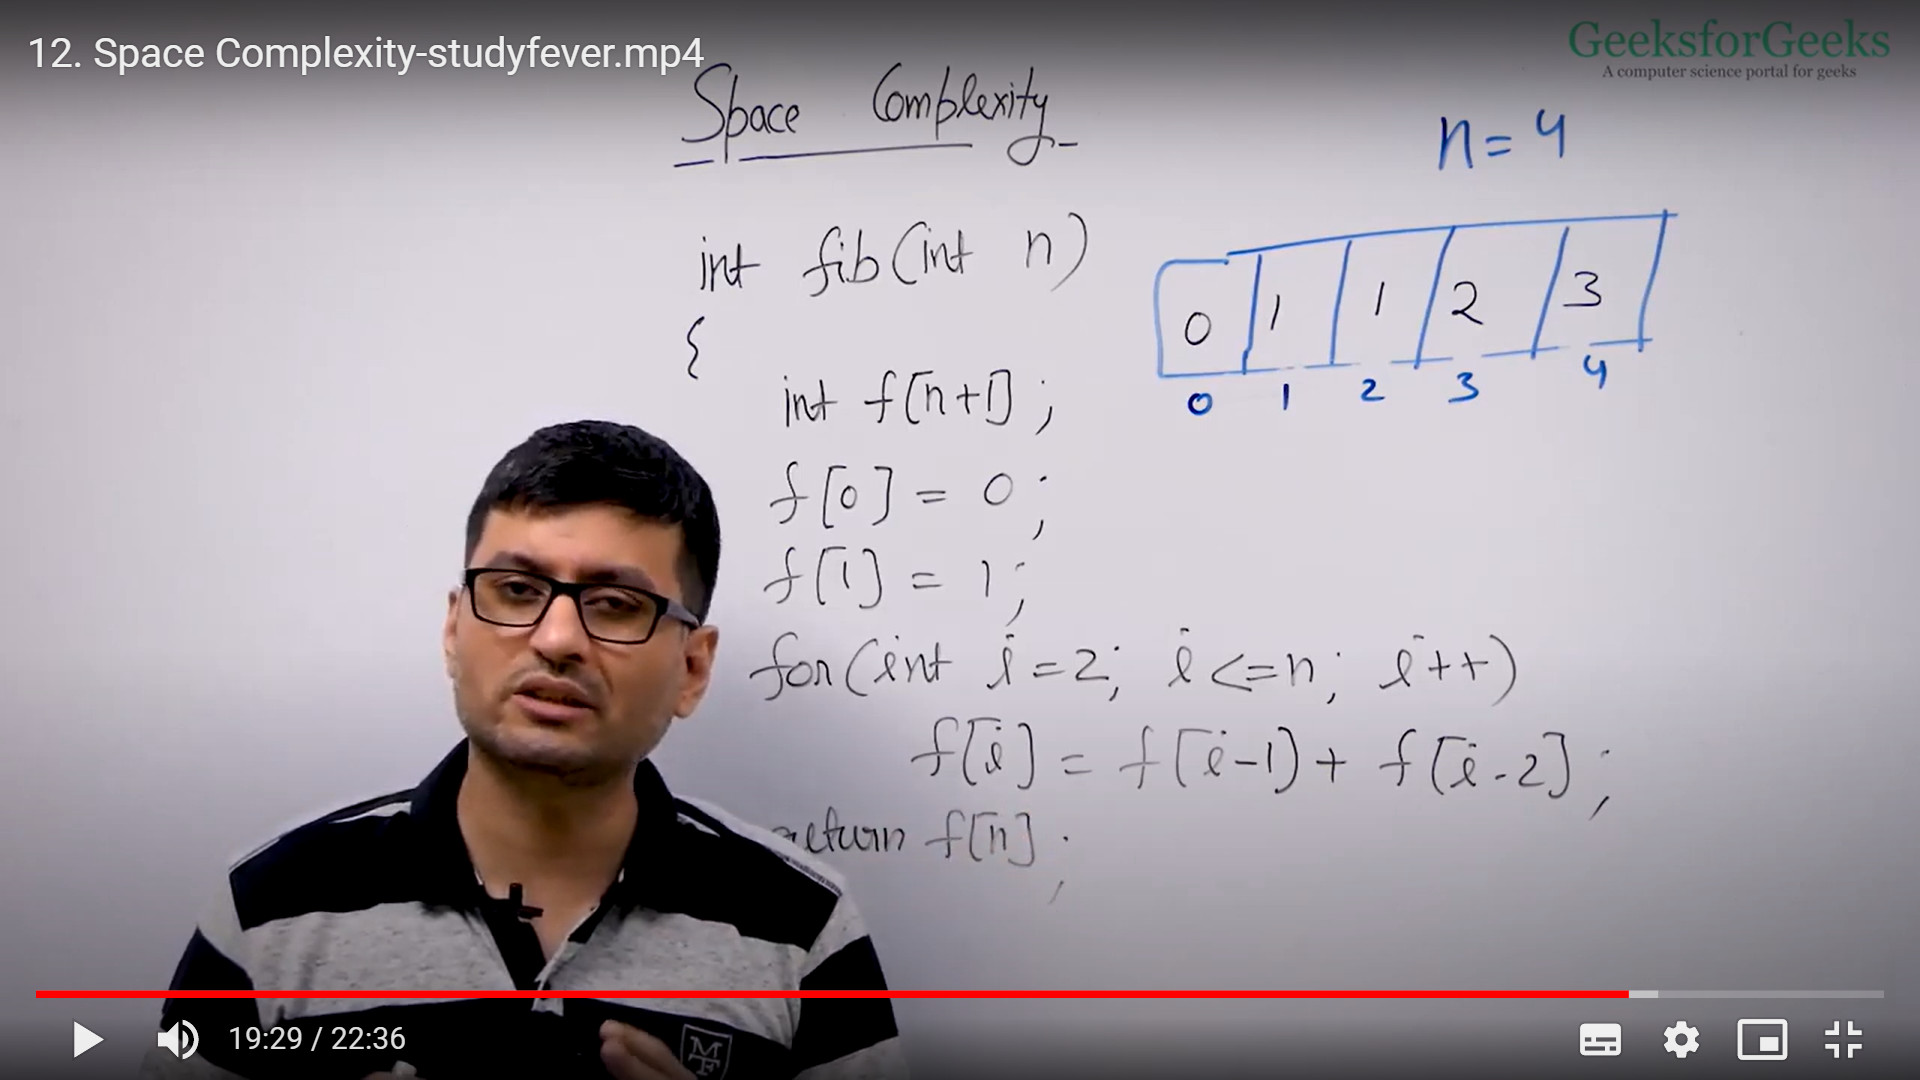 12. Space Complexity-studyfever.mp4
GeeksforGeeks
A computer science portal for geeks
Space Complexity
n=4
int fib(int n)
{
0 1 1 2 3
0 1 2 3 4
int f[n+1];
f[0] = 0;
f[1] = 1;
for(int i=2; i<=n; i++)
f[i] = f[i-1)+ f[i-2];
return f[n];
MF
19:29 / 22:36